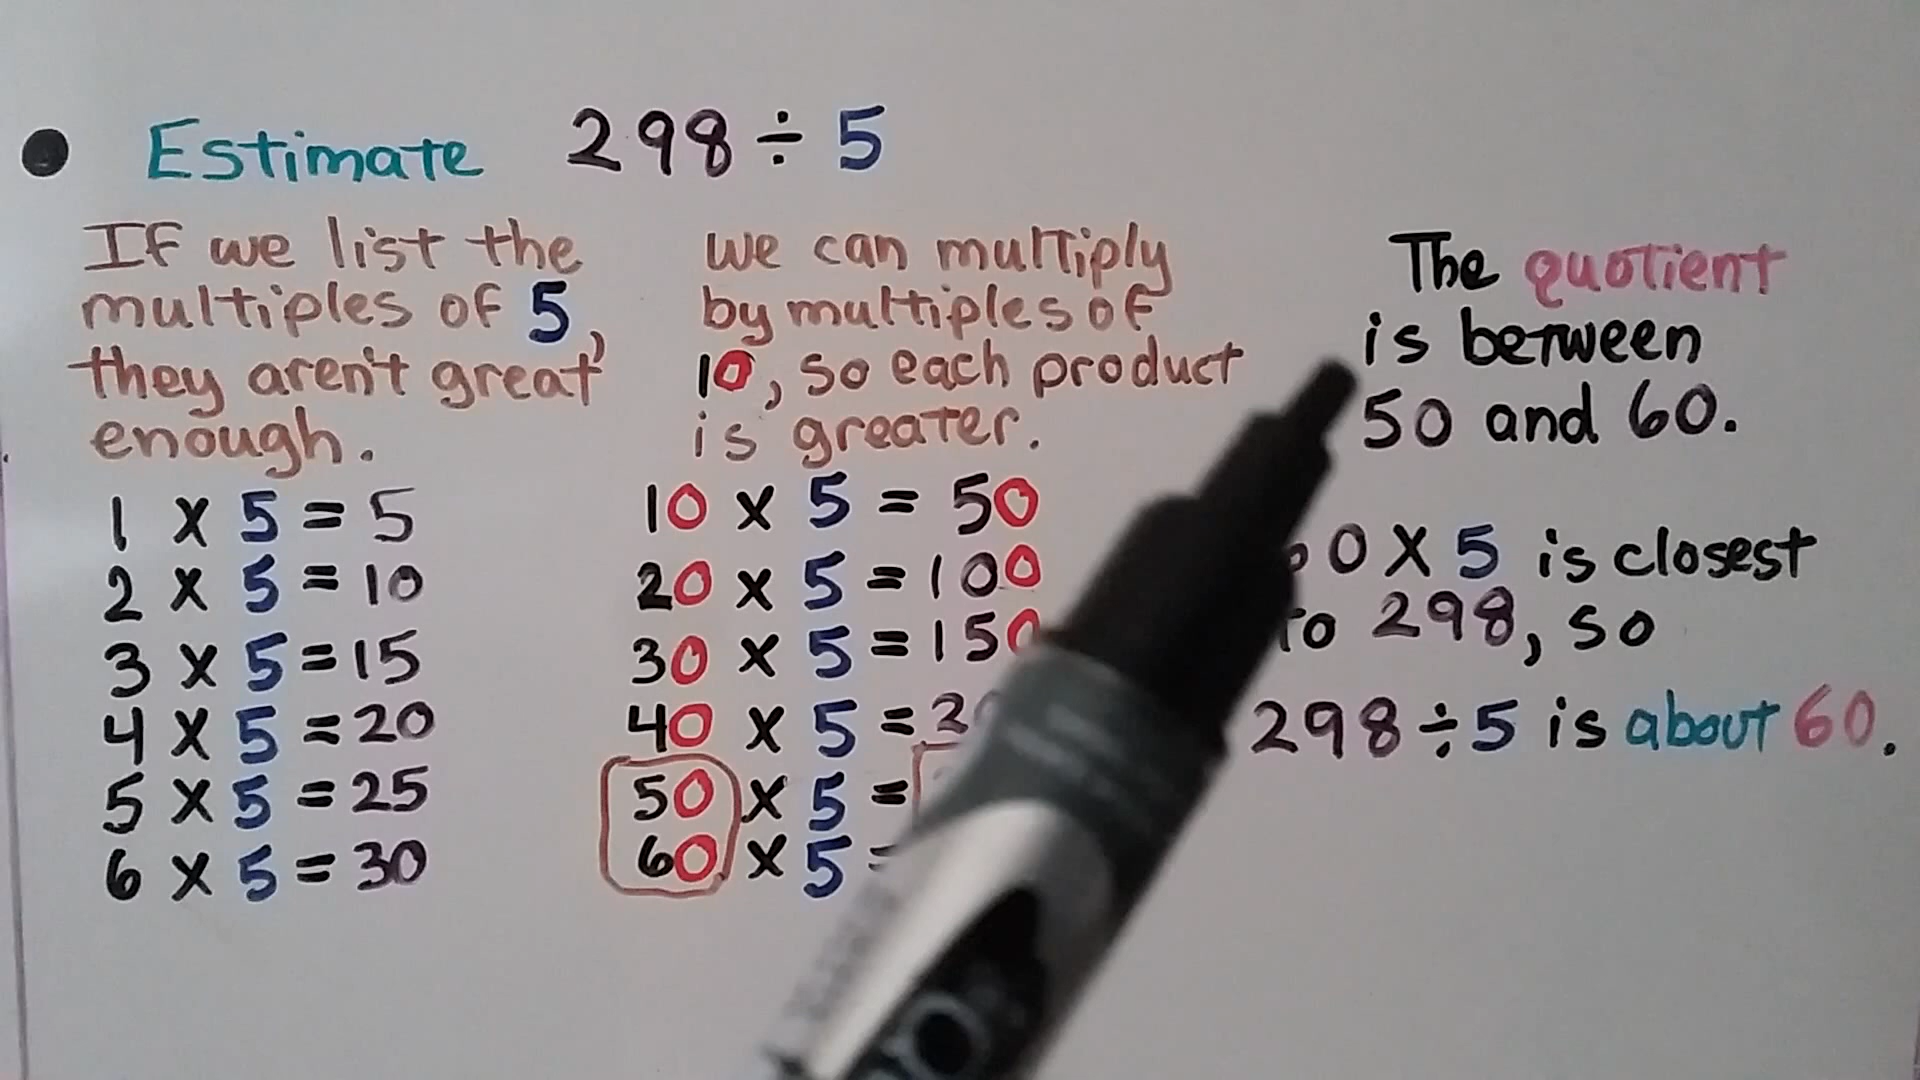 Estimate 298 ÷ 5
If we list the
multiples of 5,
they aren't great
enough.
1 x 5 = 5
2 x 5 = 10
3 x 5 = 15
4 x 5 = 20
5 x 5 = 25
6 x 5 = 30
we can multiply
by multiples of
10, so each product
is greater.
10 x 5 = 50
20 x 5 = 100
30 x 5 = 150
40 x 5 =
50 x 5 =
60 x 5 =
The quotient
is between
50 and 60.
0 x 5 is closest
to 298, so
298 ÷ 5 is about 60.